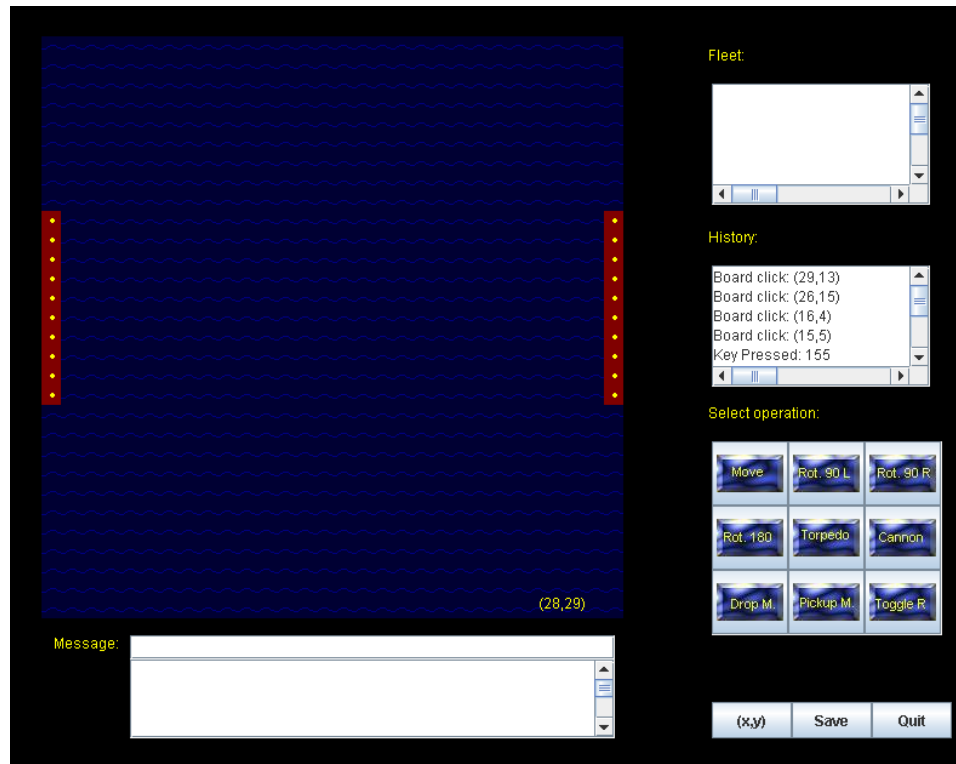 Fleet:
History:
Board click: (29,13)
Board click: (26,15)
Board click: (16,4)
Board click: (15,5)
Key Pressed: 155
Select operation:
Move Rot. 90 L Rot. 90 R
Rot. 180 Torpedo Cannon
Drop M. Pickup M. Toggle R
(28,29)
Message:
(x,y) Save Quit